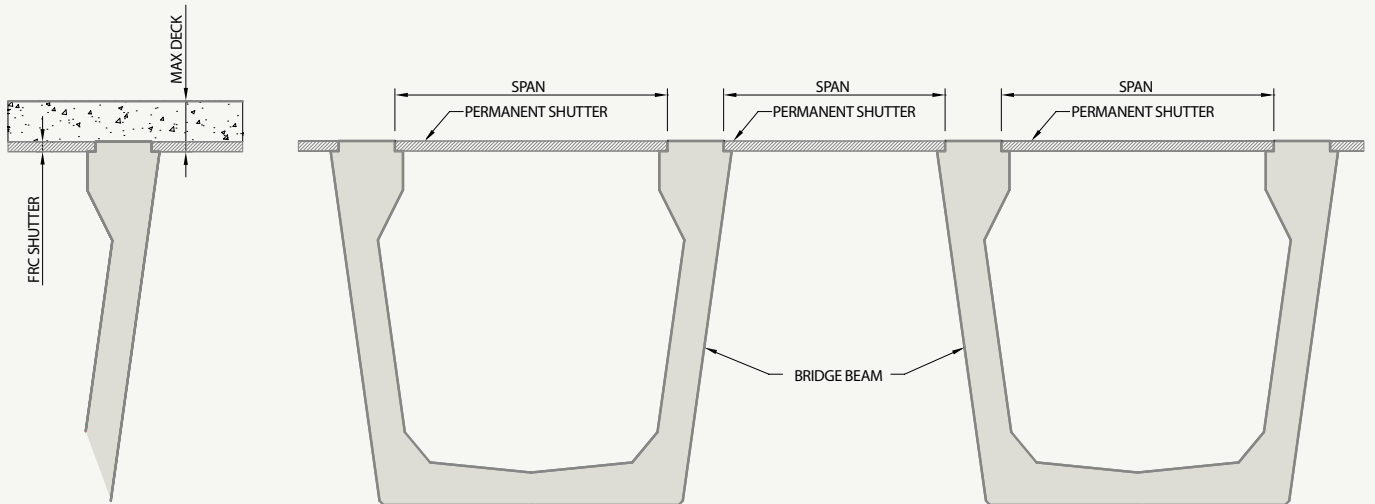 MAX DECK
FRC SHUTTER
SPAN
SPAN
SPAN
PERMANENT SHUTTER
PERMANENT SHUTTER
PERMANENT SHUTTER
BRIDGE BEAM